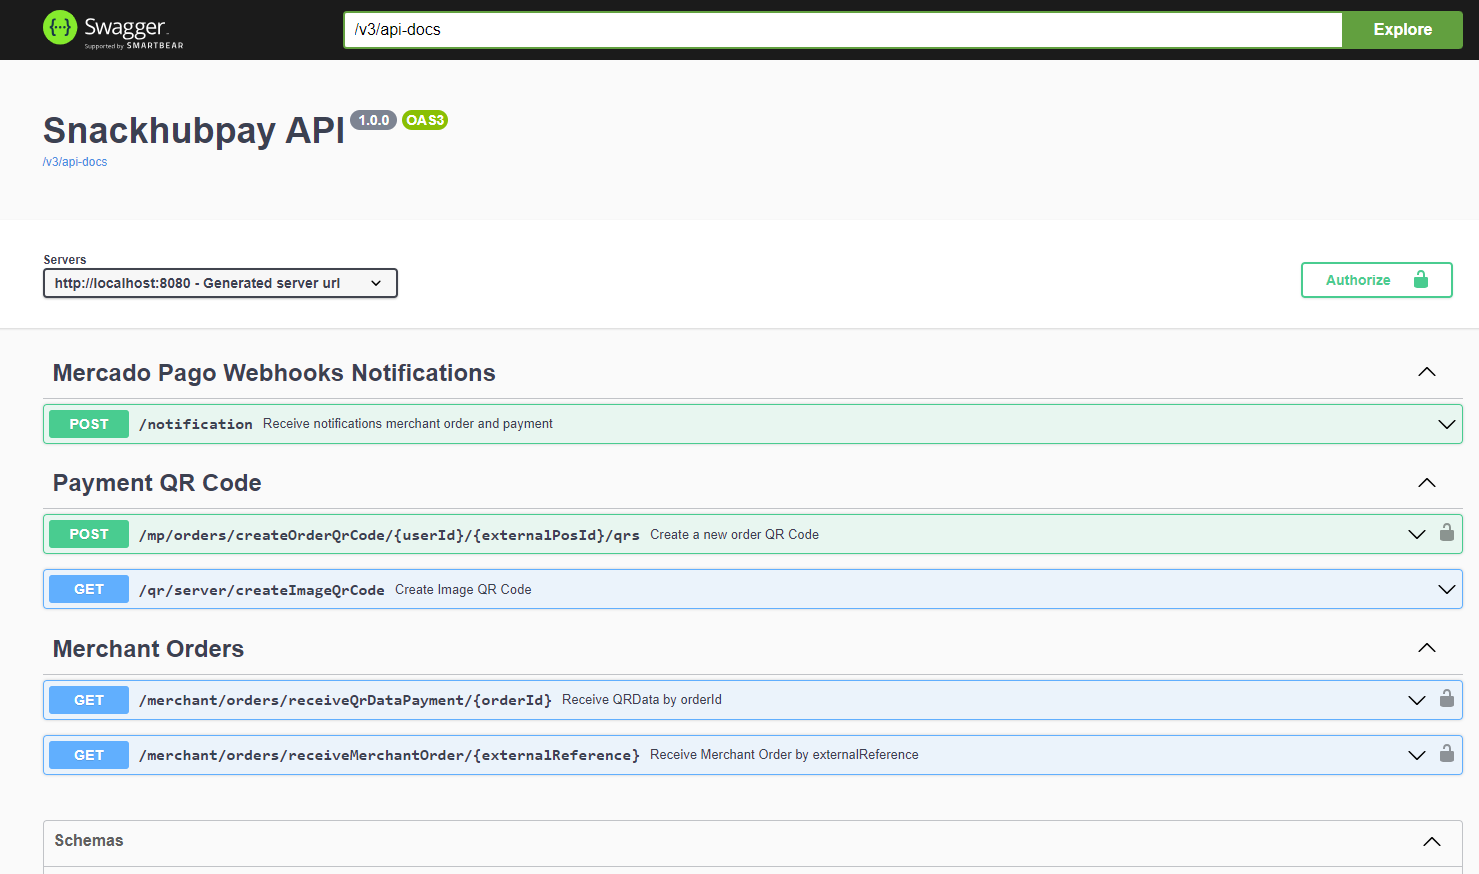 Swagger.
Supported by SMARTBEAR
/v3/api-docs
Explore
Snackhubpay API 1.0.0 OAS3
/v3/api-docs
Servers
http://localhost:8080 - Generated server url
Authorize
Mercado Pago Webhooks Notifications
POST /notification Receive notifications merchant order and payment
Payment QR Code
POST /mp/orders/createOrderQrCode/{userId}/{externalPosId}/qrs Create a new order QR Code
GET /qr/server/createImageQrCode Create Image QR Code
Merchant Orders
GET /merchant/orders/receiveQrDataPayment/{orderId} Receive QRData by orderId
GET /merchant/orders/receiveMerchantOrder/{externalReference} Receive Merchant Order by externalReference
Schemas